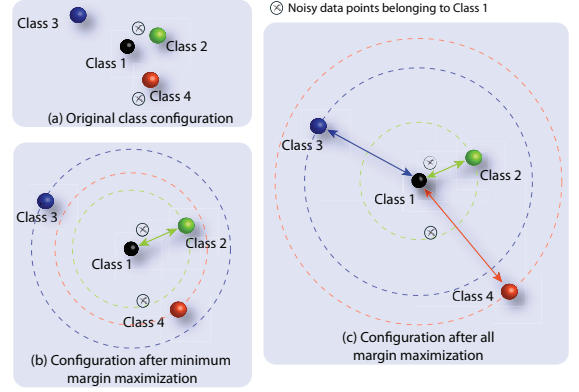 Class 3
Class 2
Class 1
Class 4
(a) Original class configuration
Class 3
Class 2
Class 1
Class 4
(b) Configuration after minimum
margin maximization
Noisy data points belonging to Class 1
Class 3
Class 2
Class 1
Class 4
(c) Configuration after all
margin maximization